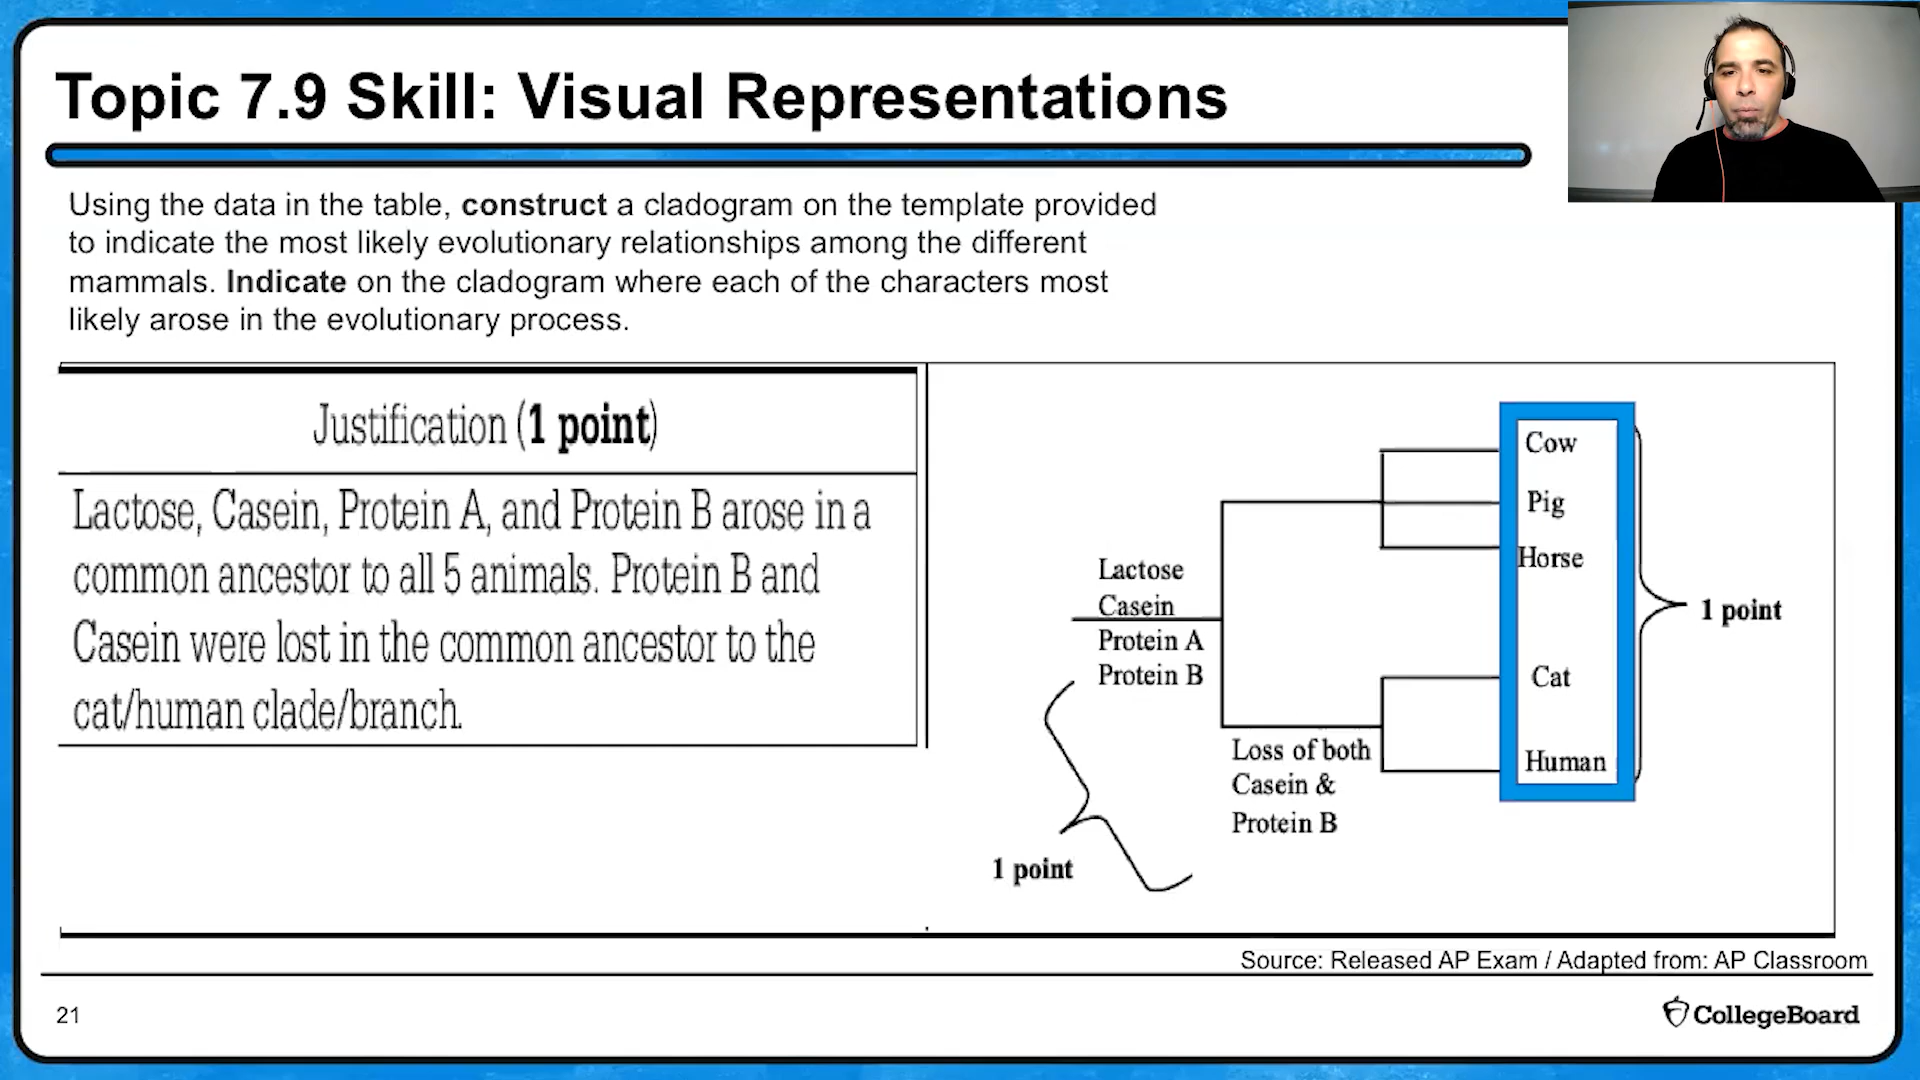 Topic 7.9 Skill: Visual Representations
Using the data in the table, construct a cladogram on the template provided
to indicate the most likely evolutionary relationships among the different
mammals. Indicate on the cladogram where each of the characters most
likely arose in the evolutionary process.
Justification (1 point)
Lactose, Casein, Protein A, and Protein B arose in a
common ancestor to all 5 animals. Protein B and
Casein were lost in the common ancestor to the
cat/human clade/branch.
Lactose
Casein
Protein A
Protein B
1 point
Loss of both
Casein &
Protein B
Cow
Pig
Horse
Cat
Human
1 point
Source: Released AP Exam / Adapted from: AP Classroom
21
CollegeBoard